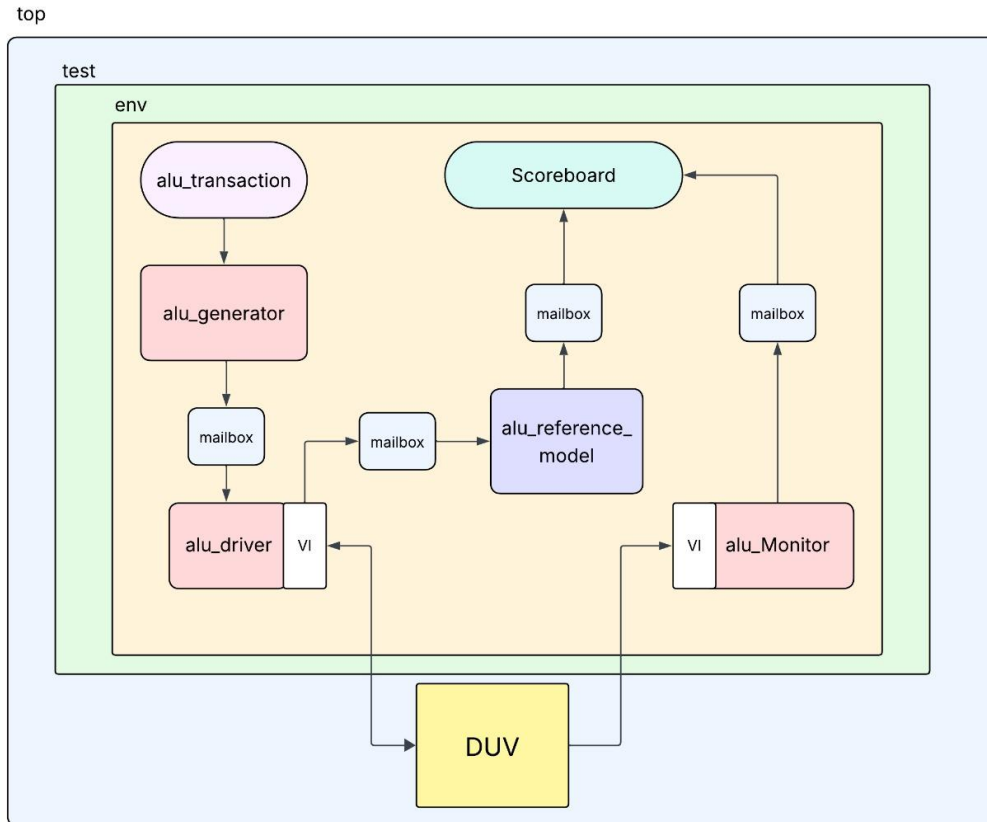 top
test
env
alu_transaction
Scoreboard
alu_generator
mailbox
mailbox
mailbox
mailbox
alu_reference_
model
alu_driver
VI
VI
alu_Monitor
DUV